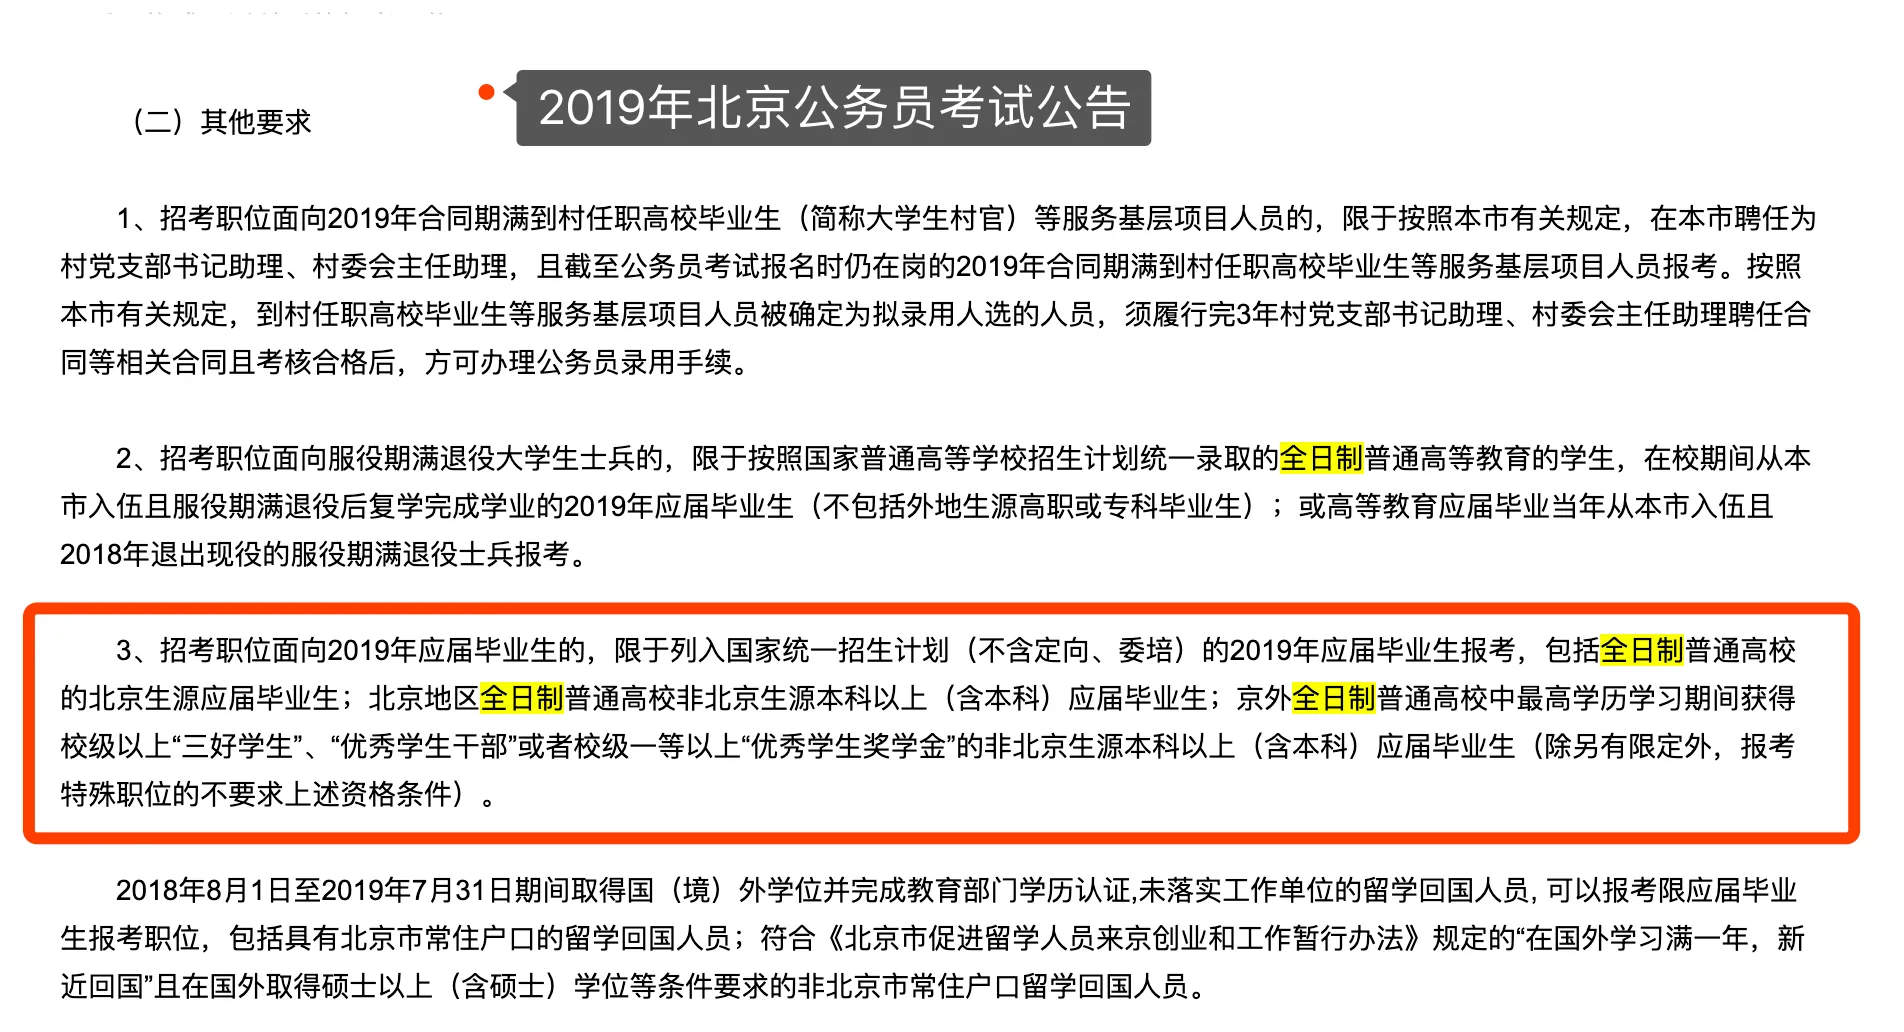 2019年北京公务员考试公告
（二）其他要求
1、招考职位面向2019年合同期满到村任职高校毕业生（简称大学生村官）等服务基层项目人员的，限于按照本市有关规定，在本市聘任为
村党支部书记助理、村委会主任助理，且截至公务员考试报名时仍在岗的2019年合同期满到村任职高校毕业生等服务基层项目人员报考。按照
本市有关规定，到村任职高校毕业生等服务基层项目人员被确定为拟录用人选的人员，须履行完3年村党支部书记助理、村委会主任助理聘任合
同等相关合同且考核合格后，方可办理公务员录用手续。
2、招考职位面向服役期满退役大学生士兵的，限于按照国家普通高等学校招生计划统一录取的全日制普通高等教育的学生，在校期间从本
市入伍且服役期满退役后复学完成学业的2019年应届毕业生（不包括外地生源高职或专科毕业生）；或高等教育应届毕业当年从本市入伍且
2018年退出现役的服役期满退役士兵报考。
3、招考职位面向2019年应届毕业生的，限于列入国家统一招生计划（不含定向、委培）的2019年应届毕业生报考，包括全日制普通高校
的北京生源应届毕业生；北京地区全日制普通高校非北京生源本科以上（含本科）应届毕业生；京外全日制普通高校中最高学历学习期间获得
校级以上“三好学生”、“优秀学生干部”或者校级一等以上“优秀学生奖学金”的非北京生源本科以上（含本科）应届毕业生（除另有限定外，报考
特殊职位的不要求上述资格条件）。
2018年8月1日至2019年7月31日期间取得国（境）外学位并完成教育部门学历认证,未落实工作单位的留学回国人员, 可以报考限应届毕业
生报考职位，包括具有北京市常住户口的留学回国人员；符合《北京市促进留学人员来京创业和工作暂行办法》规定的“在国外学习满一年，新
近回国”且在国外取得硕士以上（含硕士）学位等条件要求的非北京市常住户口留学回国人员。